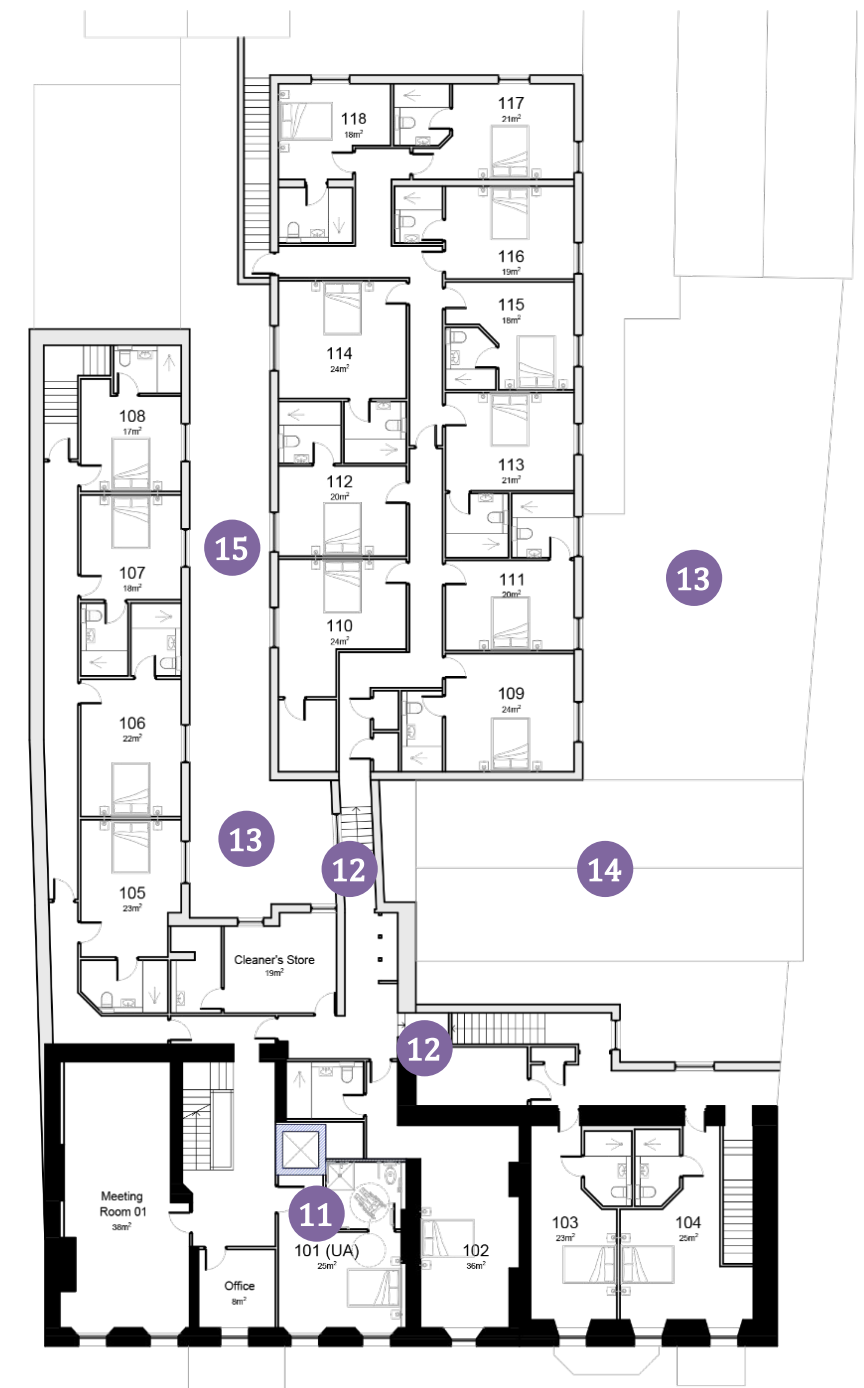 118
18m²
117
21m²
116
19m²
115
18m²
114
24m²
108
17m²
113
21m²
112
20m²
107
18m²
15
13
111
20m²
110
24m²
109
24m²
106
22m²
13
12
14
105
23m²
Cleaner's Store
19m²
12
Meeting
Room 01
38m²
11
101 (UA)
25m²
102
36m²
103
23m²
104
25m²
Office
8m²